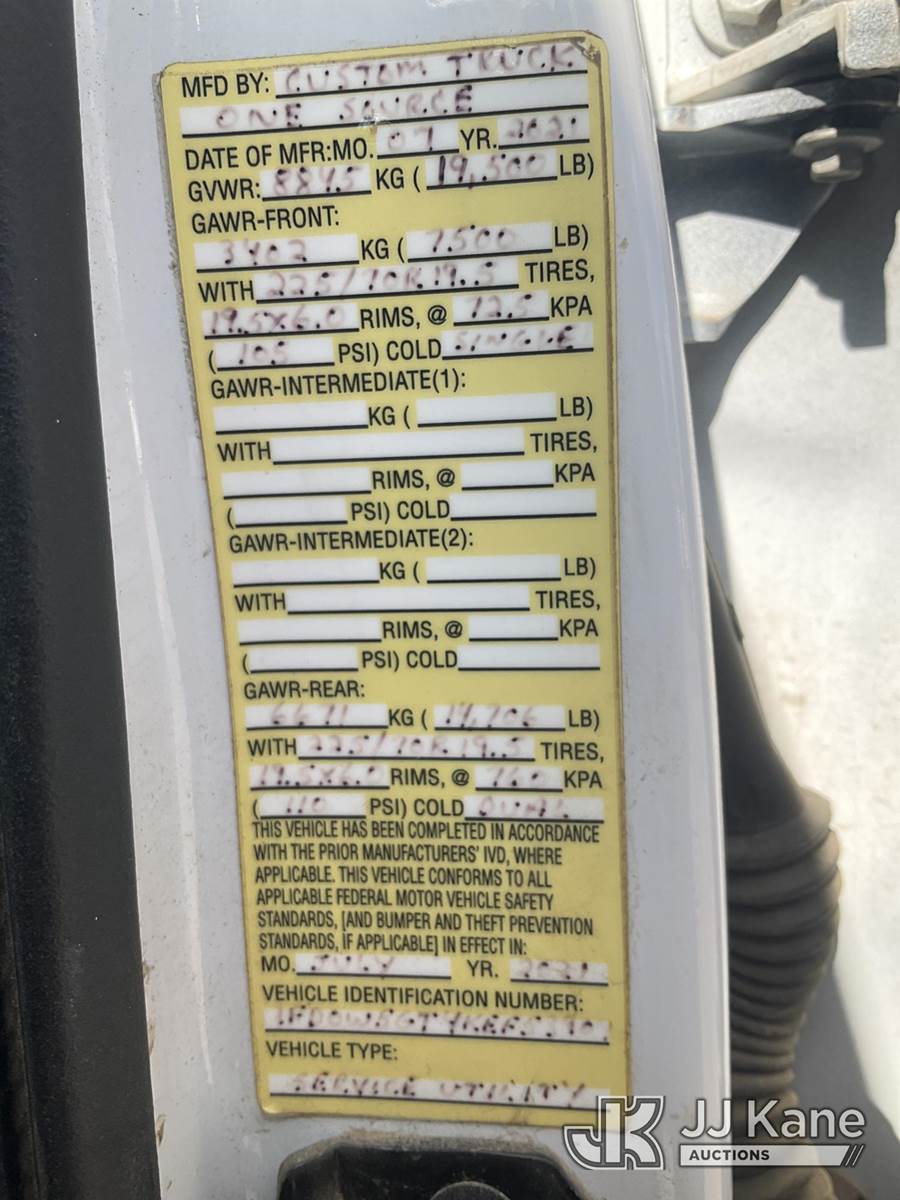 MFD BY: CUSTOM TRUCK
ONE SOURCE
DATE OF MFR:MO. 07 YR. 2021
GVWR: 8845 KG ( 19,500 LB)
GAWR-FRONT:
3402 KG ( 7500 LB)
WITH 225/70R19.5 TIRES,
19.5x6.0 RIMS, @ 725 KPA
( 105 PSI) COLD SINGLE
GAWR-INTERMEDIATE(1):
KG ( LB)
WITH TIRES,
RIMS, @ KPA
( PSI) COLD
GAWR-INTERMEDIATE(2):
KG ( LB)
WITH TIRES,
RIMS, @ KPA
( PSI) COLD
GAWR-REAR:
6671 KG ( 14,706 LB)
WITH 225/70R19.5 TIRES,
19.5x6.0 RIMS, @ 760 KPA
( 110 PSI) COLD DUAL
THIS VEHICLE HAS BEEN COMPLETED IN ACCORDANCE
WITH THE PRIOR MANUFACTURERS' IVD, WHERE
APPLICABLE. THIS VEHICLE CONFORMS TO ALL
APPLICABLE FEDERAL MOTOR VEHICLE SAFETY
STANDARDS, [AND BUMPER AND THEFT PREVENTION
STANDARDS, IF APPLICABLE] IN EFFECT IN:
MO. JULY YR. 2021
VEHICLE IDENTIFICATION NUMBER:
VEHICLE TYPE:
SERVICE UTILITY
JK JJ Kane
AUCTIONS